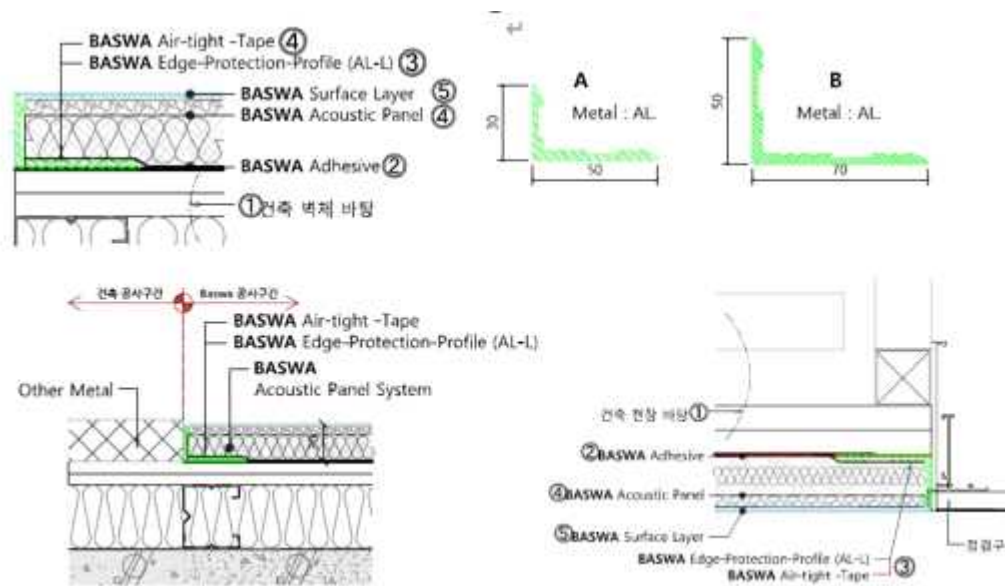 BASWA Air-tight -Tape ④
BASWA Edge-Protection-Profile (AL-L) ③
BASWA Surface Layer ⑤
BASWA Acoustic Panel ④
BASWA Adhesive ②
①건축 벽체 바탕
A
Metal : AL.
30
50
B
Metal : AL.
50
70
건축 공사구간
Baswa 공사구간
BASWA Air-tight -Tape
BASWA Edge-Protection-Profile (AL-L)
BASWA
Acoustic Panel System
Other Metal
건축 천장 바탕①
②BASWA Adhesive
④BASWA Acoustic Panel
⑤BASWA Surface Layer
BASWA Edge-Protection-Profile (AL-L)
BASWA Air-tight -Tape
③
점검구